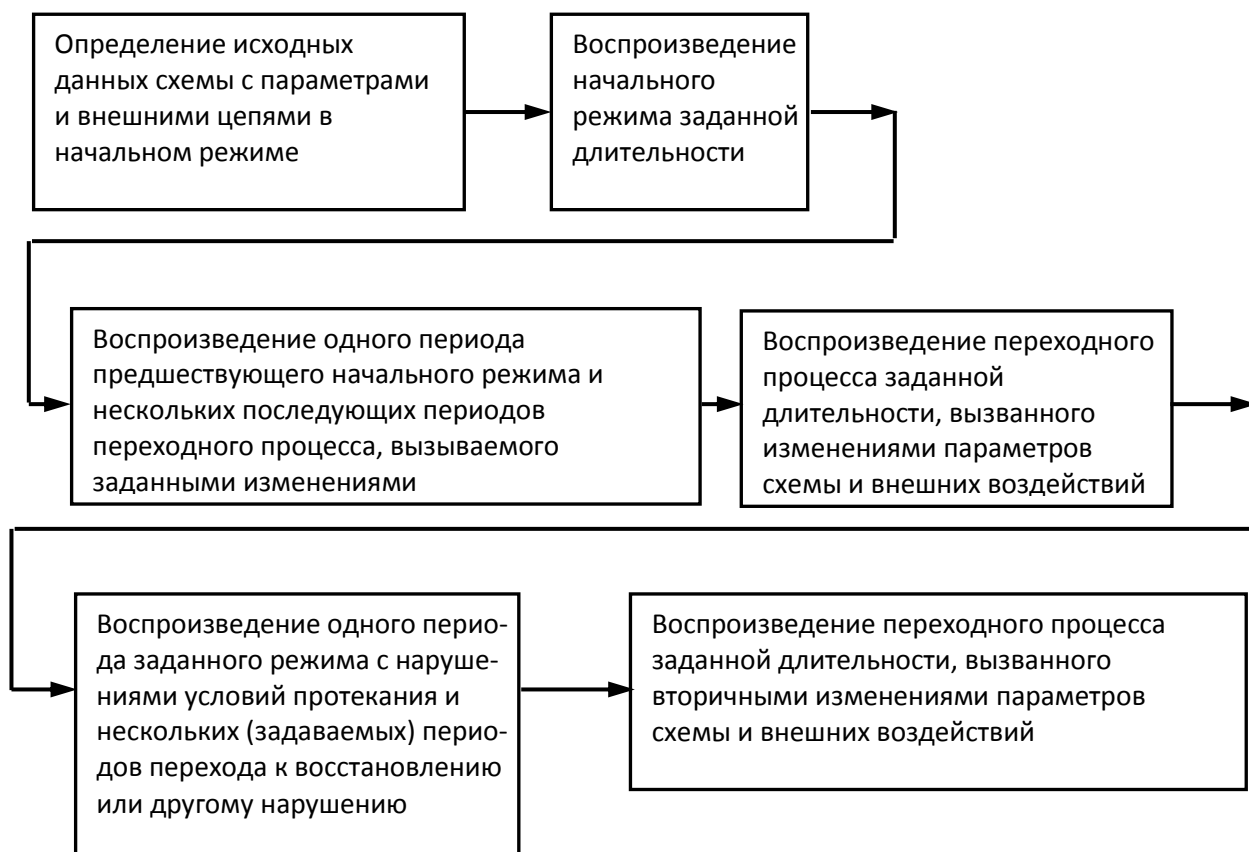 Определение исходных
данных схемы с параметрами
и внешними цепями в
начальном режиме
Воспроизведение
начального
режима заданной
длительности
Воспроизведение одного периода
предшествующего начального режима и
нескольких последующих периодов
переходного процесса, вызываемого
заданными изменениями
Воспроизведение переходного
процесса заданной
длительности, вызванного
изменениями параметров
схемы и внешних воздействий
Воспроизведение одного перио-
да заданного режима с наруше-
ниями условий протекания и
нескольких (задаваемых) перио-
дов перехода к восстановлению
или другому нарушению
Воспроизведение переходного процесса
заданной длительности, вызванного
вторичными изменениями параметров
схемы и внешних воздействий